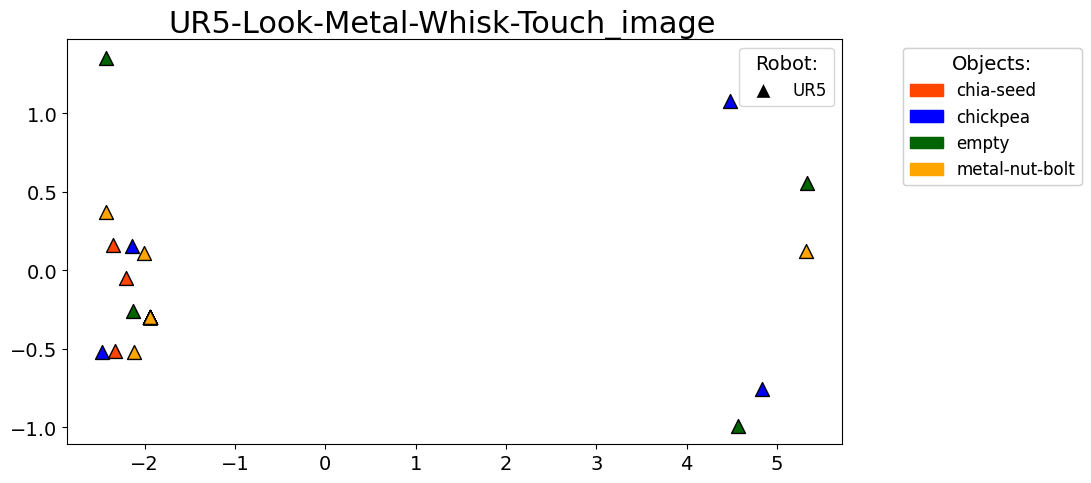 UR5-Look-Metal-Whisk-Touch_image
Robot:
UR5
Objects:
chia-seed
chickpea
empty
metal-nut-bolt
1.0
0.5
0.0
−0.5
−1.0
−2 −1 0 1 2 3 4 5